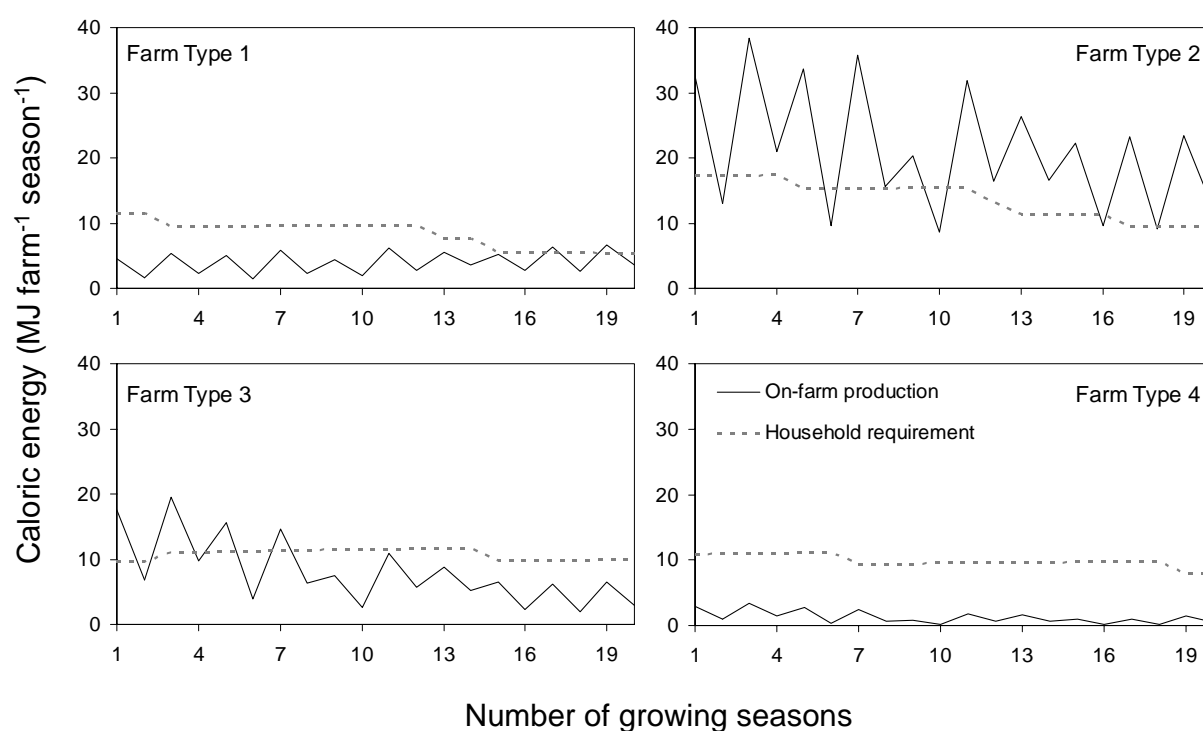 Caloric energy (MJ farm⁻¹ season⁻¹)
40
30
20
10
0
Farm Type 1
1 4 7 10 13 16 19
40
30
20
10
0
Farm Type 2
1 4 7 10 13 16 19
40
30
20
10
0
Farm Type 3
1 4 7 10 13 16 19
40
30
20
10
0
On-farm production
Household requirement
Farm Type 4
1 4 7 10 13 16 19
Number of growing seasons